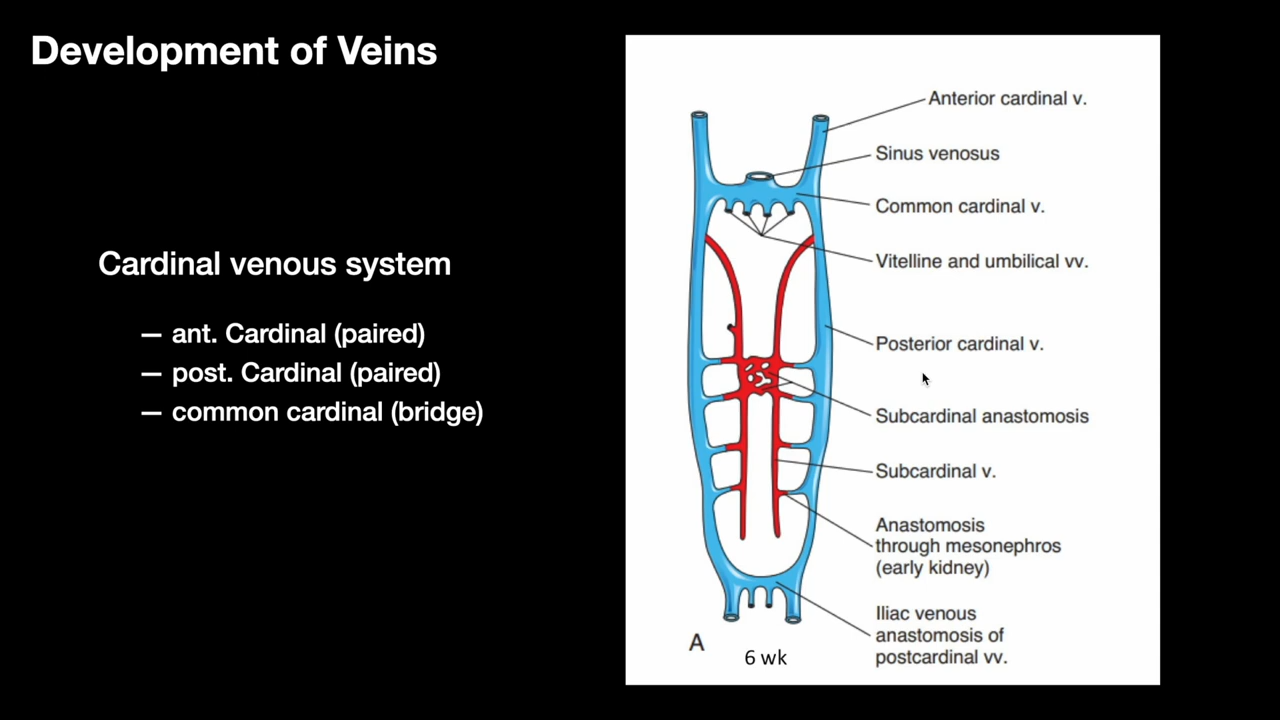 Development of Veins
Cardinal venous system
— ant. Cardinal (paired)
— post. Cardinal (paired)
— common cardinal (bridge)
Anterior cardinal v.
Sinus venosus
Common cardinal v.
Vitelline and umbilical vv.
Posterior cardinal v.
Subcardinal anastomosis
Subcardinal v.
Anastomosis
through mesonephros
(early kidney)
Iliac venous
anastomosis of
postcardinal vv.
A
6 wk